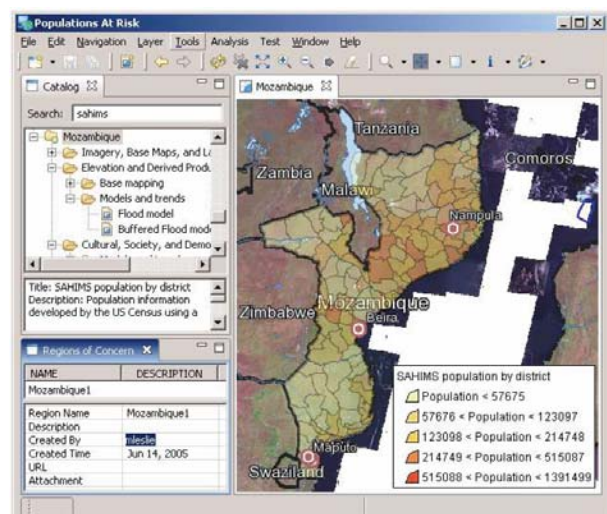 Populations At Risk
File Edit Navigation Layer Tools Analysis Test Window Help
Catalog
Search: sahims
Mozambique
Imagery, Base Maps, and La
Elevation and Derived Produ
Base mapping
Models and trends
Flood model
Buffered Flood mode
Cultural, Society, and Demo
Title: SAHIMS population by district
Description: Population information
developed by the US Census using a
Regions of Concern
NAME DESCRIPTION
Mozambique1
Region Name Mozambique1
Description
Created By mleslie
Created Time Jun 14, 2005
URL
Attachment
Mozambique
Tanzania
Comoros
Zambia
Malawi
Nampula
Mozambique
Zimbabwe
Beira
Maputo
Swaziland
SAHIMS population by district
Population < 57675
57676 < Population < 123097
123098 < Population < 214748
214749 < Population < 515087
515088 < Population < 1391499